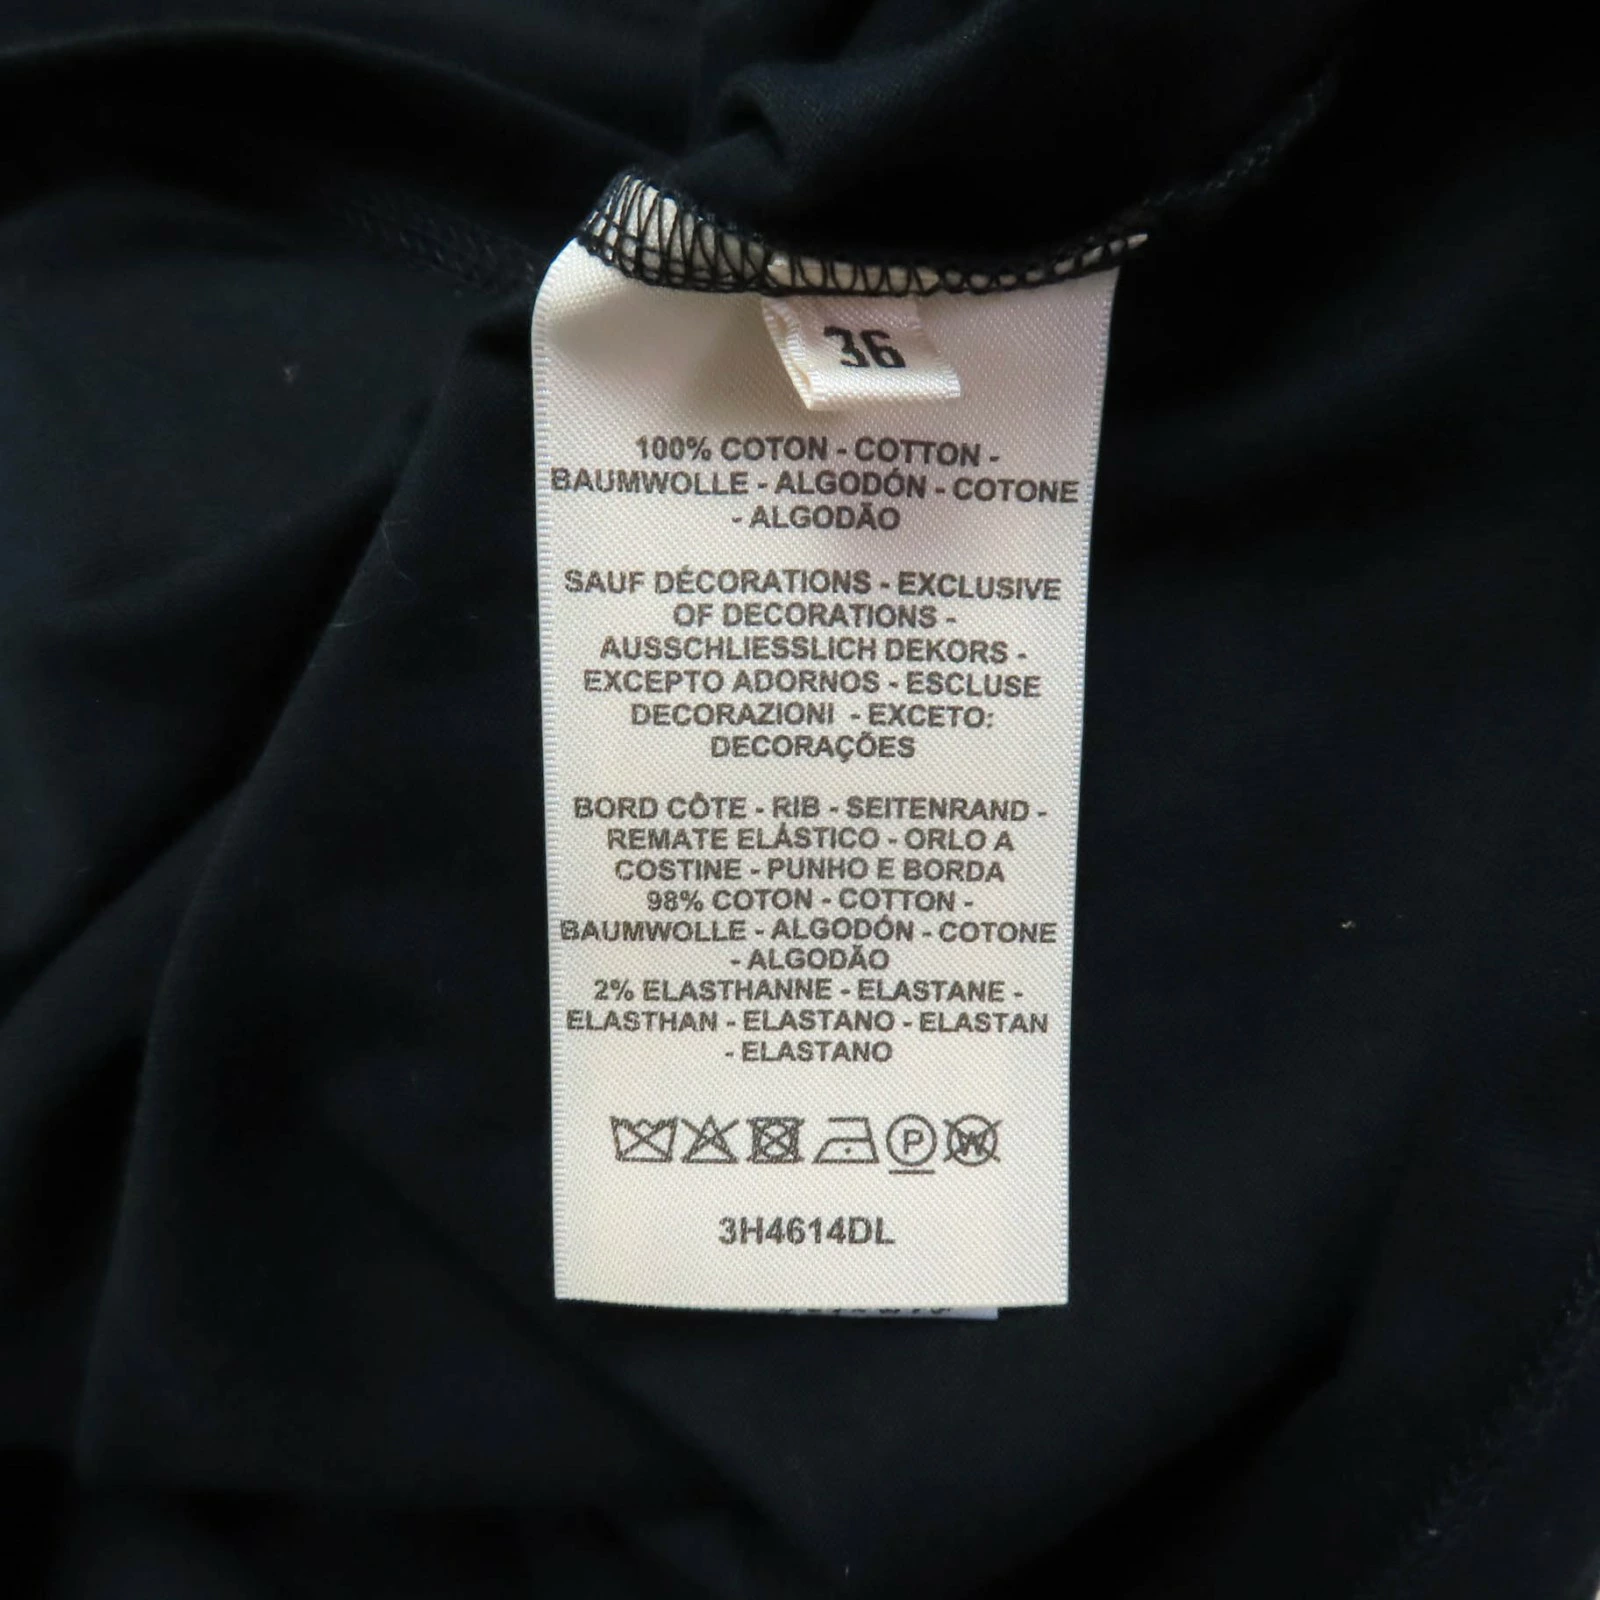 36
100% COTON - COTTON -
BAUMWOLLE - ALGODÓN - COTONE
- ALGODÃO
SAUF DÉCORATIONS - EXCLUSIVE
OF DECORATIONS -
AUSSCHLIESSLICH DEKORS -
EXCEPTO ADORNOS - ESCLUSE
DECORAZIONI - EXCETO:
DECORAÇÕES
BORD CÔTE - RIB - SEITENRAND -
REMATE ELÁSTICO - ORLO A
COSTINE - PUNHO E BORDA
98% COTON - COTTON -
BAUMWOLLE - ALGODÓN - COTONE
- ALGODÃO
2% ELASTHANNE - ELASTANE -
ELASTHAN - ELASTANO - ELASTAN
- ELASTANO
P W
3H4614DL